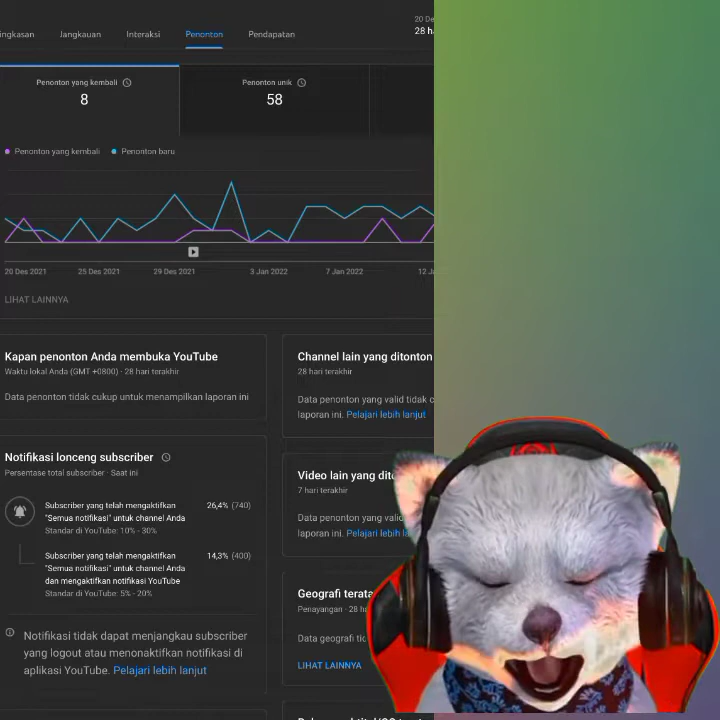 ingkasan Jangkauan Interaksi Penonton Pendapatan
20 De
28 ha
Penonton yang kembali
8
Penonton unik
58
Penonton yang kembali Penonton baru
20 Des 2021 25 Des 2021 29 Des 2021 3 Jan 2022 7 Jan 2022 12 J
LIHAT LAINNYA
Kapan penonton Anda membuka YouTube
Waktu lokal Anda (GMT +0800) · 28 hari terakhir
Data penonton tidak cukup untuk menampilkan laporan ini
Notifikasi lonceng subscriber
Persentase total subscriber · Saat ini
Subscriber yang telah mengaktifkan 26,4% (740)
"Semua notifikasi" untuk channel Anda
Standar di YouTube: 10% - 30%
Subscriber yang telah mengaktifkan 14,3% (400)
"Semua notifikasi" untuk channel Anda
dan mengaktifkan notifikasi YouTube
Standar di YouTube: 5% - 20%
Notifikasi tidak dapat menjangkau subscriber
yang logout atau menonaktifkan notifikasi di
aplikasi YouTube. Pelajari lebih lanjut
Channel lain yang ditonton
28 hari terakhir
Data penonton yang valid tidak c
laporan ini. Pelajari lebih lanjut
Video lain yang dito
7 hari terakhir
Data penonton yang valid
laporan ini. Pelajari lebih la
Geografi terata
Penayangan · 28 ha
Data geografi tid
LIHAT LAINNYA